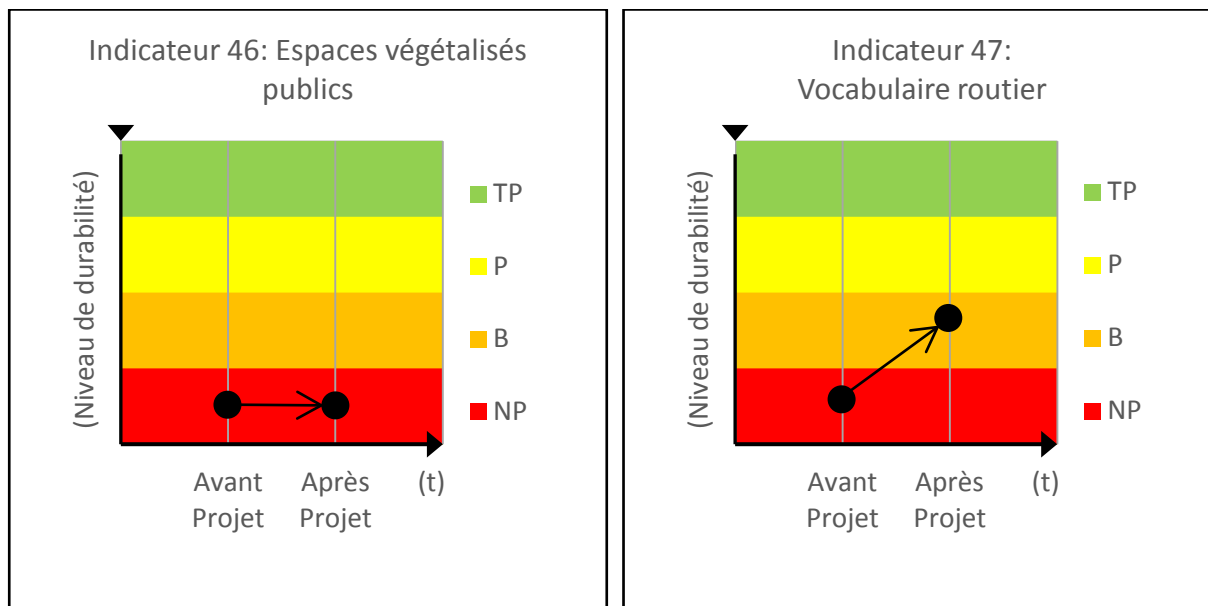 Indicateur 46: Espaces végétalisés
publics
(Niveau de durabilité)
TP
P
B
NP
Avant
Projet
Après
Projet
(t)
Indicateur 47:
Vocabulaire routier
(Niveau de durabilité)
TP
P
B
NP
Avant
Projet
Après
Projet
(t)